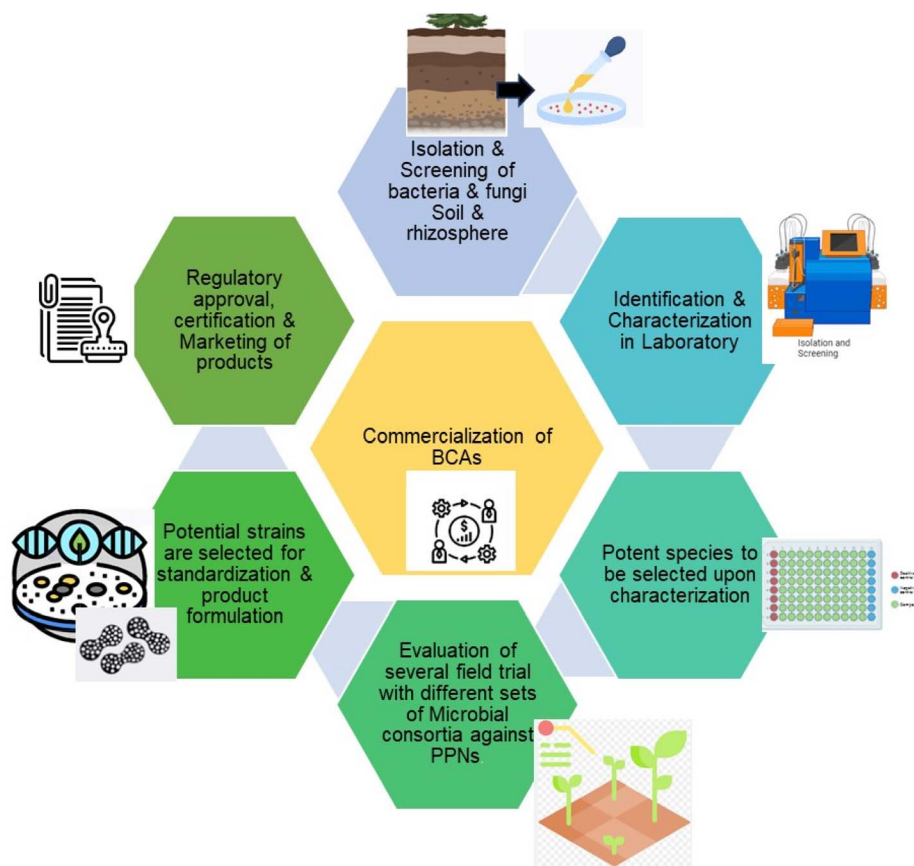 Isolation &
Screening of
bacteria & fungi
Soil &
rhizosphere
Identification &
Characterization
in Laboratory
Isolation and
Screening
Potent species to
be selected upon
characterization
Evaluation of
several field trial
with different sets
of Microbial
consortia against
PPNs.
Potential strains
are selected for
standardization &
product
formulation
Regulatory
approval,
certification &
Marketing of
products
Commercialization of
BCAs
$